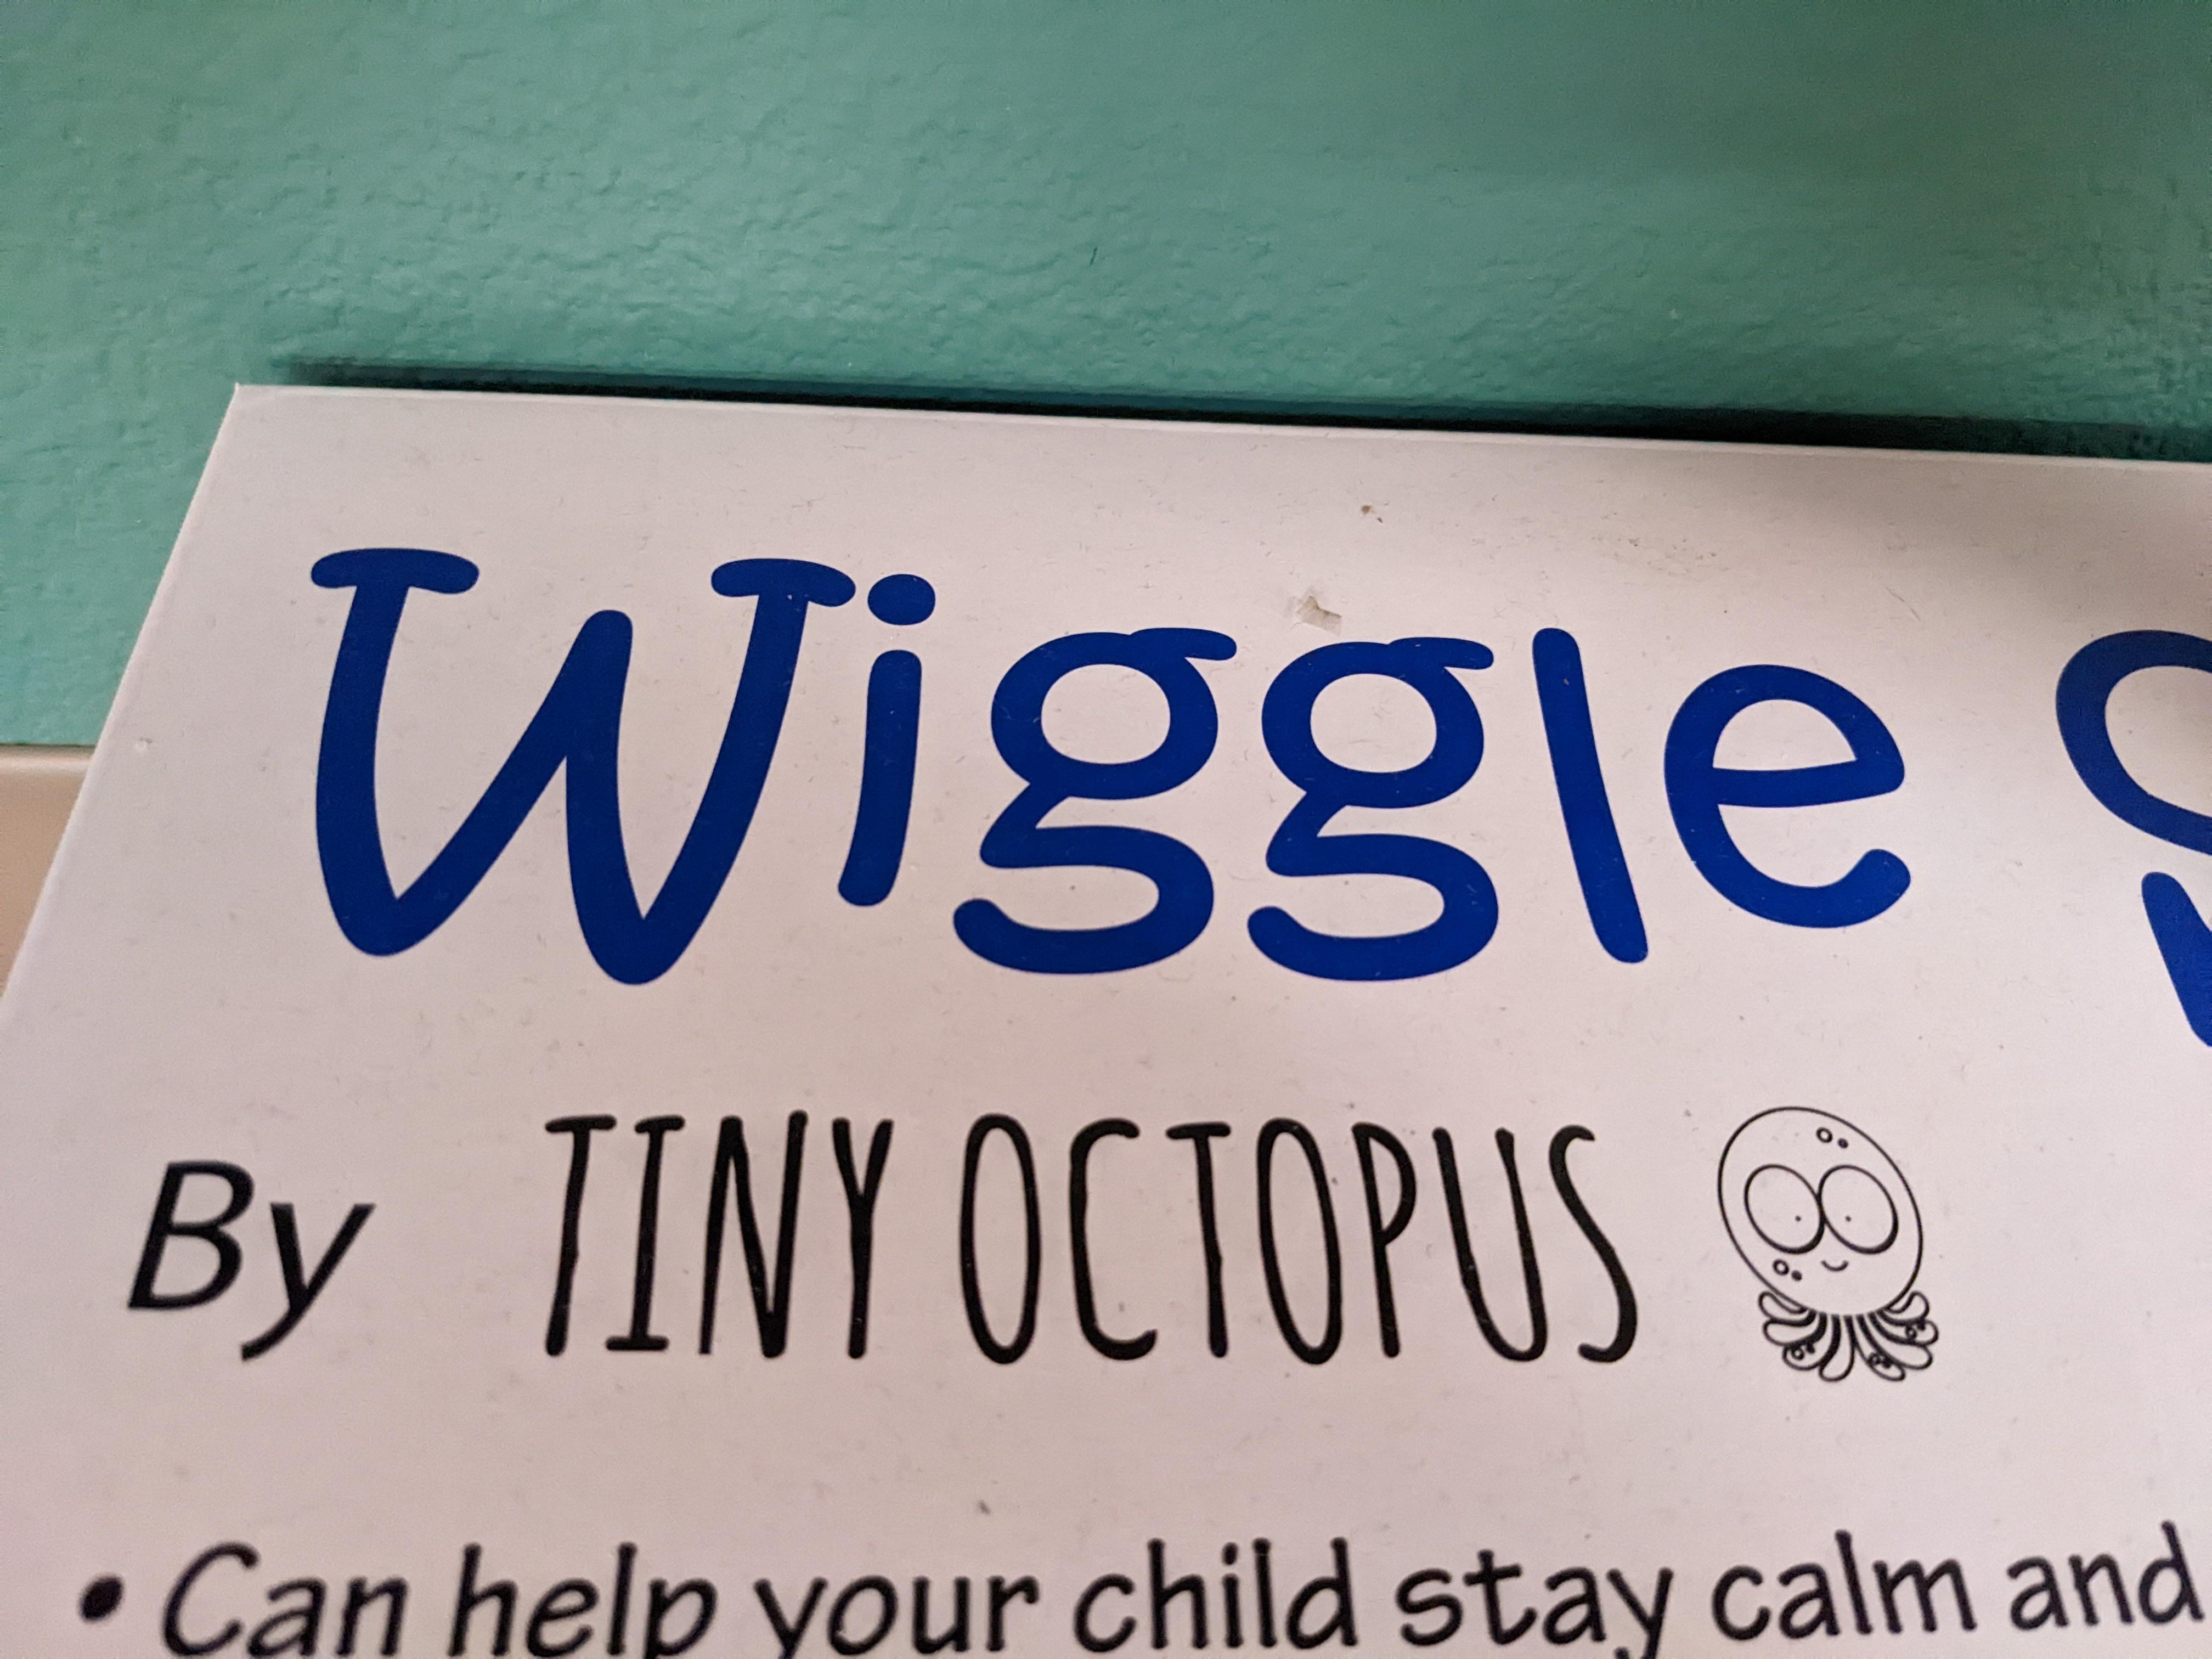 Wiggle
By TINY OCTOPUS
• Can help your child stay calm and